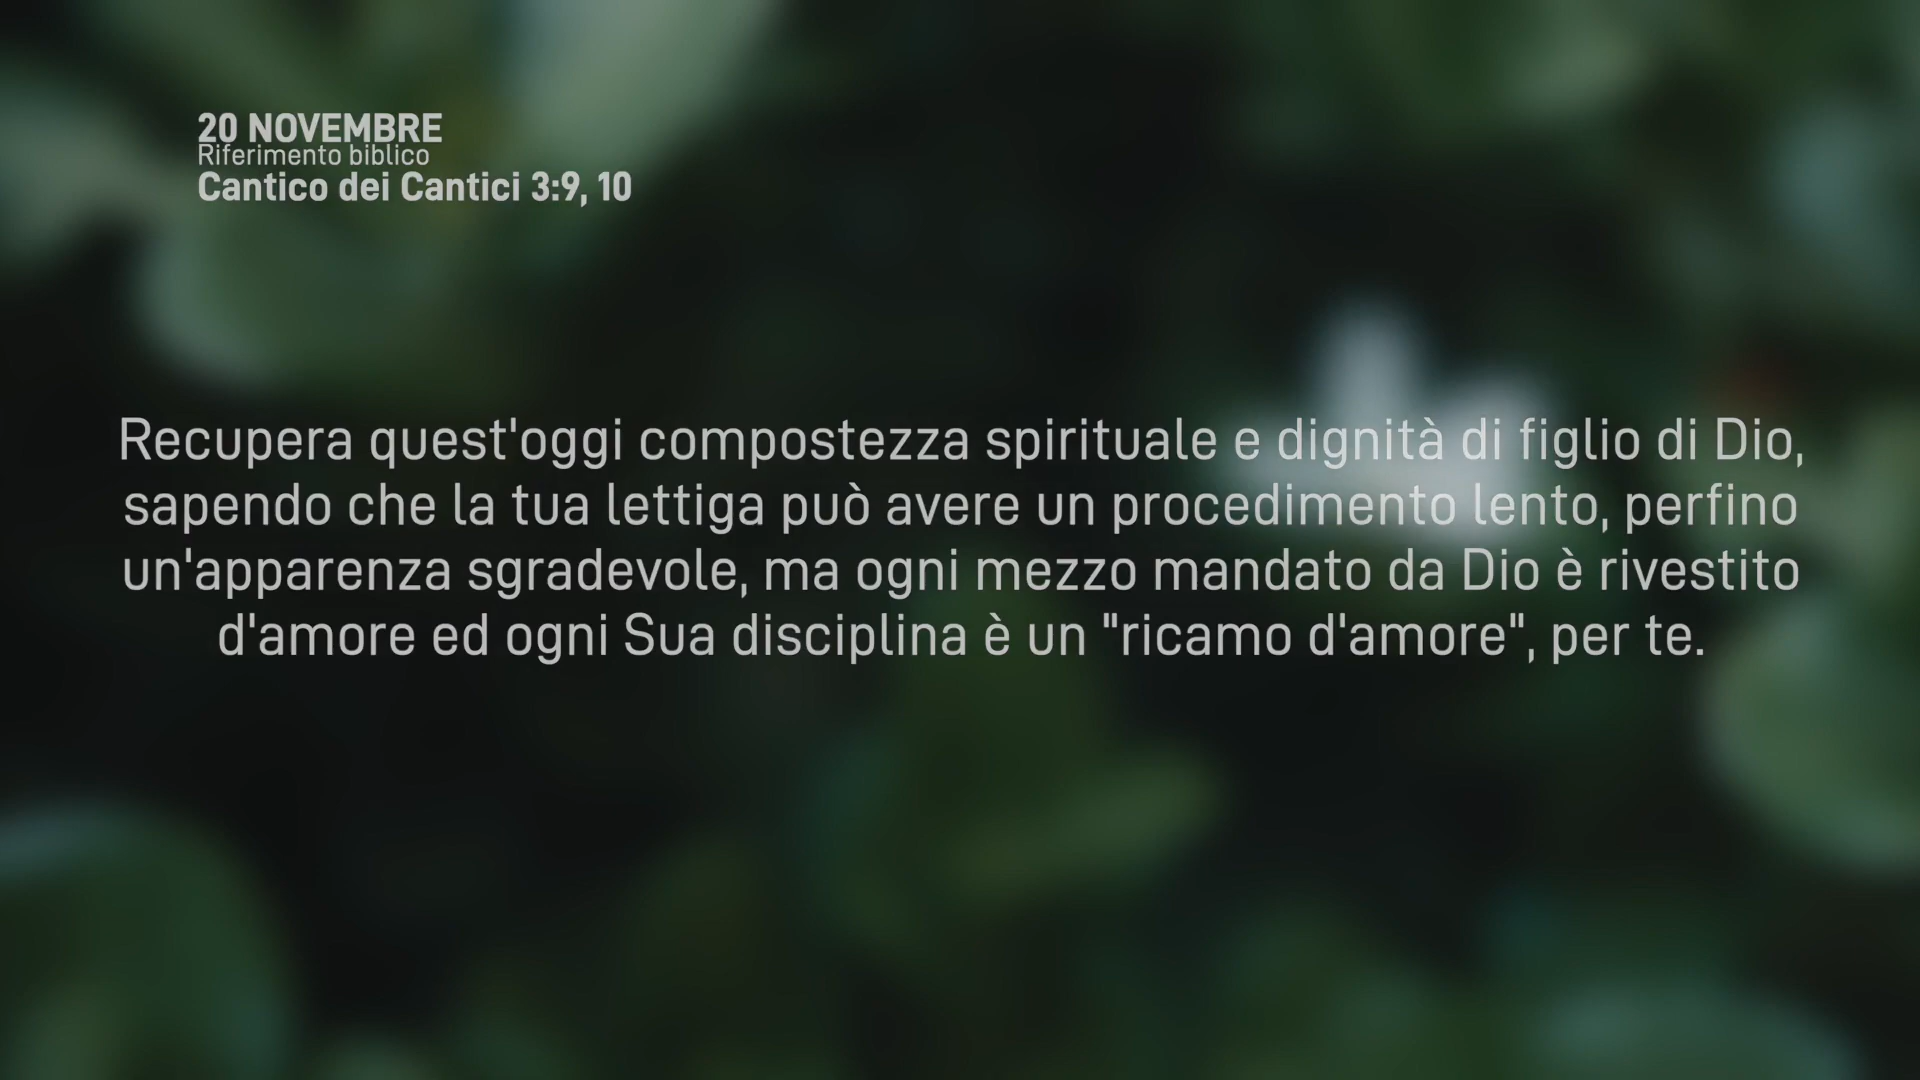 20 NOVEMBRE
Riferimento biblico
Cantico dei Cantici 3:9, 10
Recupera quest'oggi compostezza spirituale e dignità di figlio di Dio,
sapendo che la tua lettiga può avere un procedimento lento, perfino
un'apparenza sgradevole, ma ogni mezzo mandato da Dio è rivestito
d'amore ed ogni Sua disciplina è un "ricamo d'amore", per te.